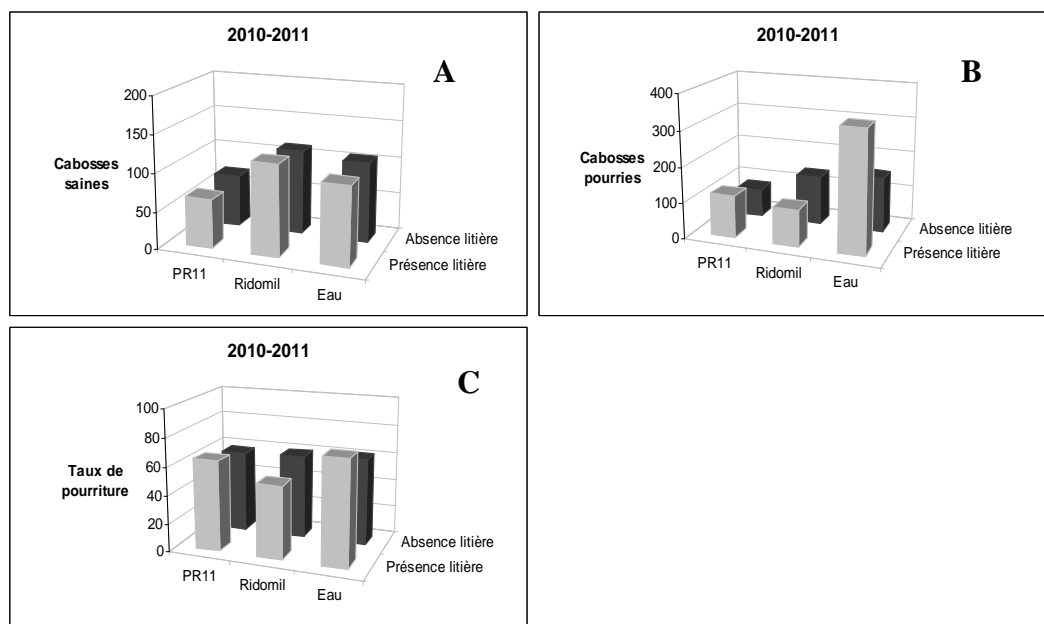 2010-2011
A
200
150
100
50
0
Cabosses
saines
PR11
Ridomil
Eau
Absence litière
Présence litière
2010-2011
B
400
300
200
100
0
Cabosses
pourries
PR11
Ridomil
Eau
Absence litière
Présence litière
2010-2011
C
100
80
60
40
20
0
Taux de
pourriture
PR11
Ridomil
Eau
Absence litière
Présence litière